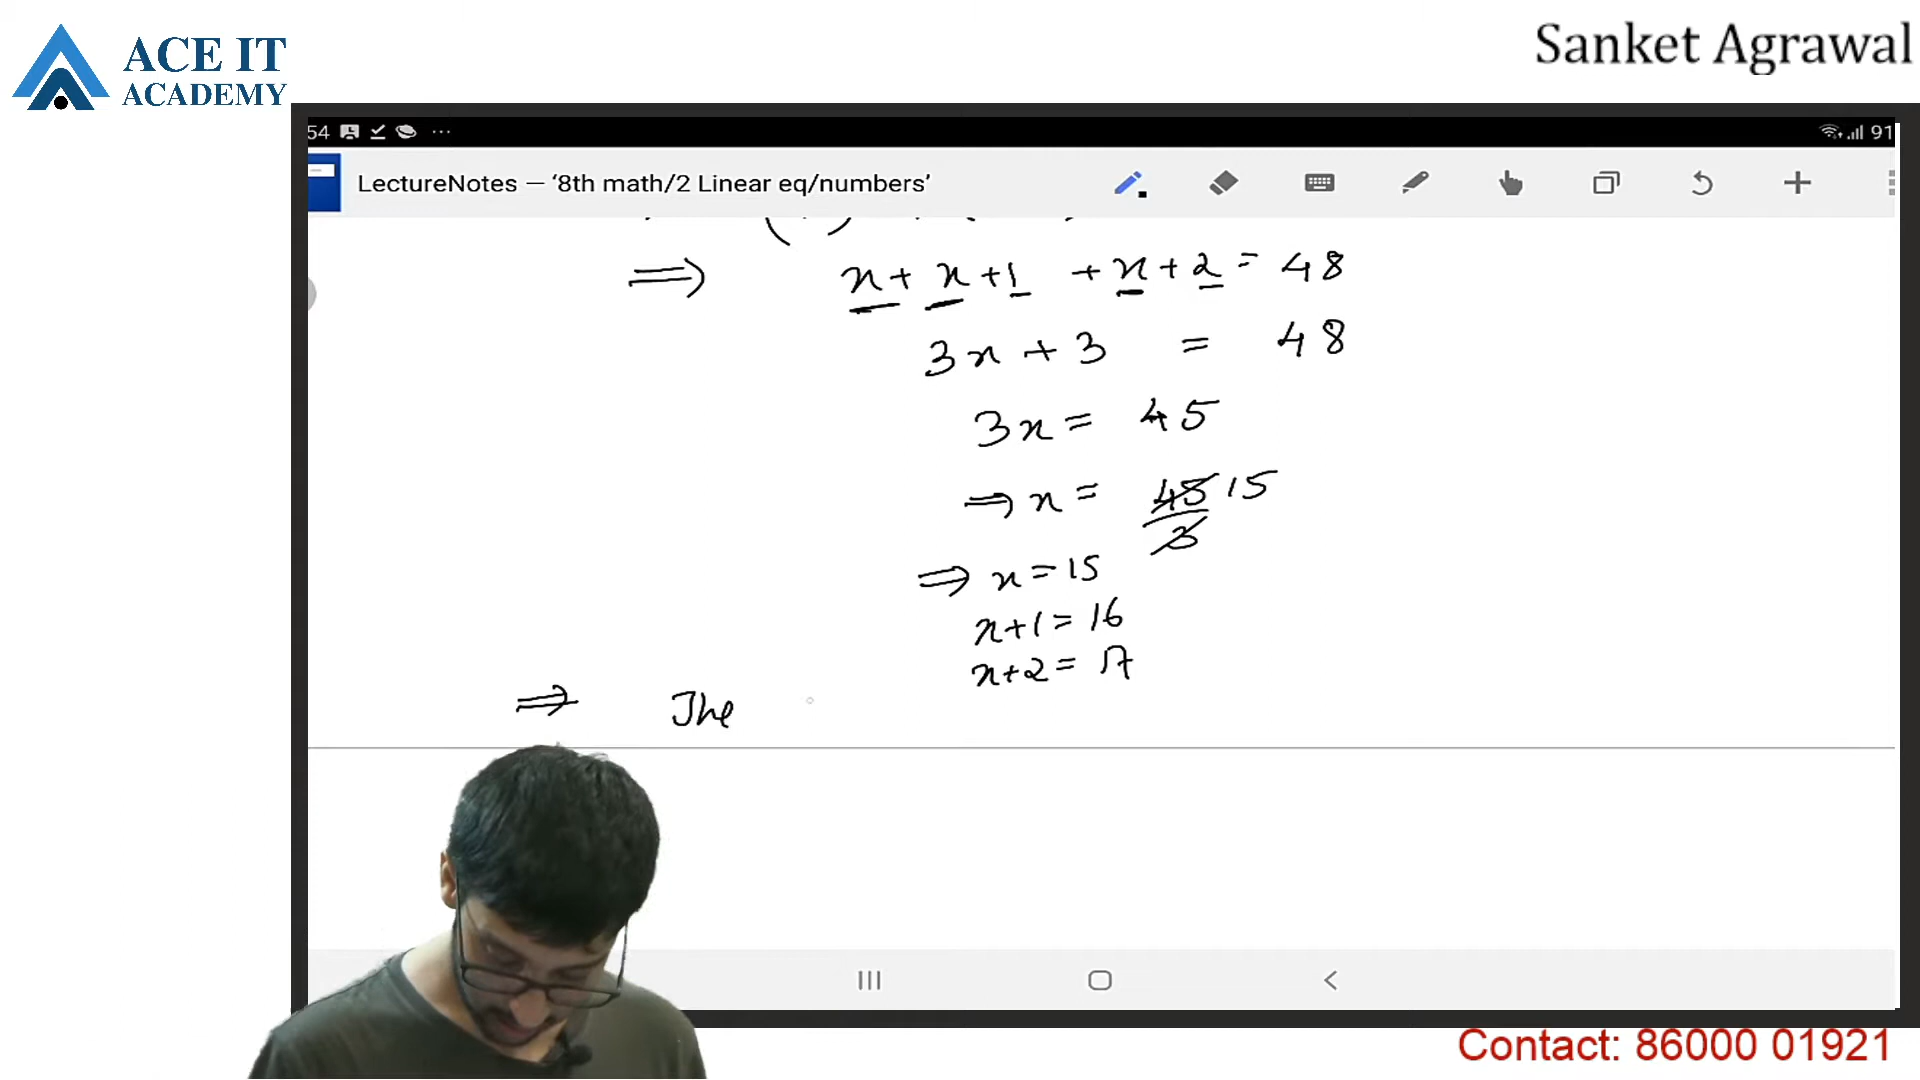 ACE IT
ACADEMY
Sanket Agrawal
54 ...
91
LectureNotes — ‘8th math/2 Linear eq/numbers’
⟹ x + x + 1 + x + 2 = 48
3x + 3 = 48
3x = 45
⟹ x = 45/3 15
⟹ x = 15
x + 1 = 16
x + 2 = 17
⟹ The
Contact: 86000 01921